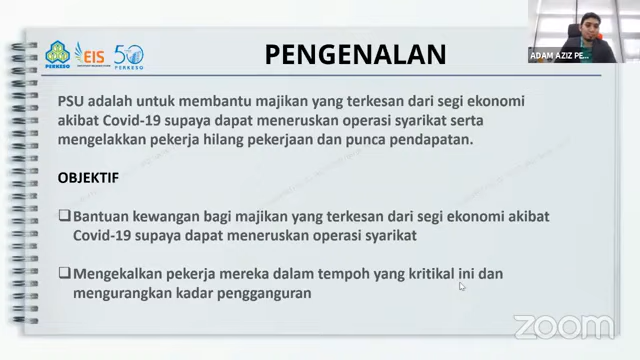 PERKESO
EIS
50
PERKESO
PENGENALAN
ADAM AZIZ PE...
PSU adalah untuk membantu majikan yang terkesan dari segi ekonomi
akibat Covid-19 supaya dapat meneruskan operasi syarikat serta
mengelakkan pekerja hilang pekerjaan dan punca pendapatan.
OBJEKTIF
Bantuan kewangan bagi majikan yang terkesan dari segi ekonomi akibat
Covid-19 supaya dapat meneruskan operasi syarikat
Mengekalkan pekerja mereka dalam tempoh yang kritikal ini dan
mengurangkan kadar pengganguran
zoom